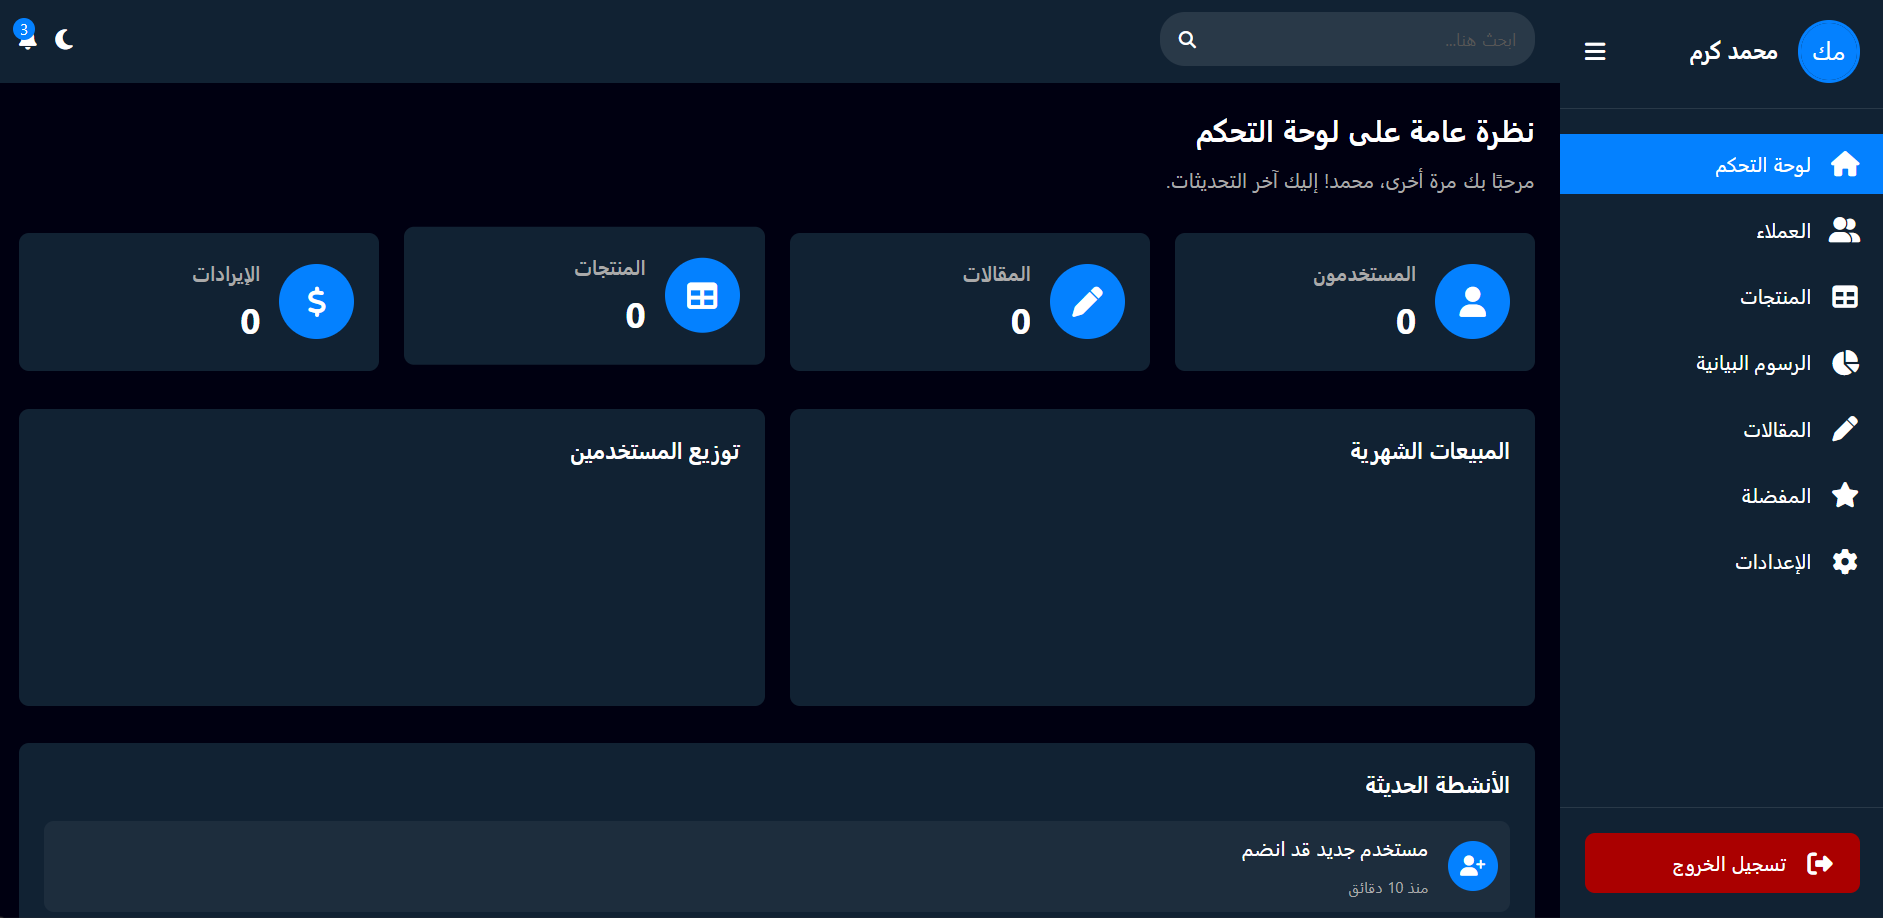 مك
محمد كرم
ابحث هنا...
3
لوحة التحكم
العملاء
المنتجات
الرسوم البيانية
المقالات
المفضلة
الإعدادات
تسجيل الخروج
نظرة عامة على لوحة التحكم
مرحبًا بك مرة أخرى، محمد! إليك آخر التحديثات.
المستخدمون
0
المقالات
0
المنتجات
0
الإيرادات
0
المبيعات الشهرية
توزيع المستخدمين
الأنشطة الحديثة
مستخدم جديد قد انضم
منذ 10 دقائق